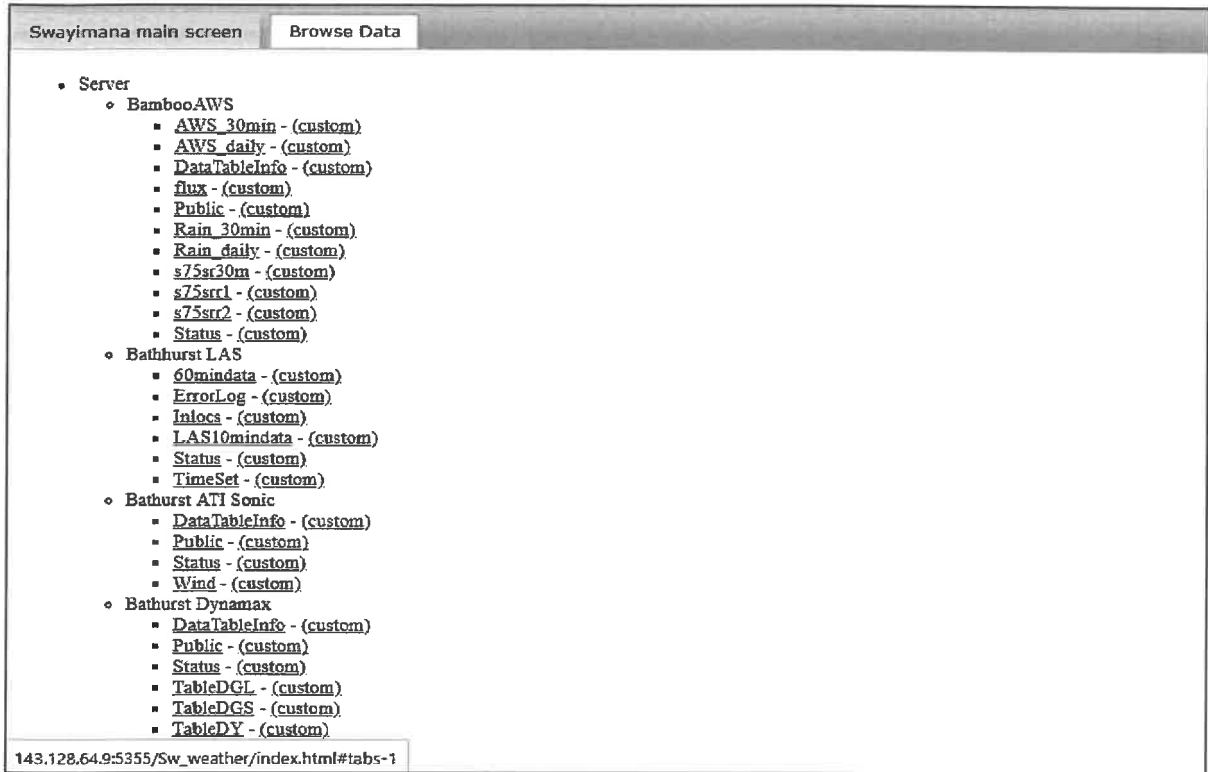 Swayimana main screen Browse Data
Server
BambooAWS
AWS_30min - (custom)
AWS_daily - (custom)
DataTableInfo - (custom)
flux - (custom)
Public - (custom)
Rain_30min - (custom)
Rain_daily - (custom)
s75sr30m - (custom)
s75srr1 - (custom)
s75srr2 - (custom)
Status - (custom)
Bathhurst LAS
60mindata - (custom)
ErrorLog - (custom)
Inlocs - (custom)
LAS10mindata - (custom)
Status - (custom)
TimeSet - (custom)
Bathurst ATI Sonic
DataTableInfo - (custom)
Public - (custom)
Status - (custom)
Wind - (custom)
Bathurst Dynamax
DataTableInfo - (custom)
Public - (custom)
Status - (custom)
TableDGL - (custom)
TableDGS - (custom)
TableDY - (custom)
143.128.64.9:5355/Sw_weather/index.html#tabs-1